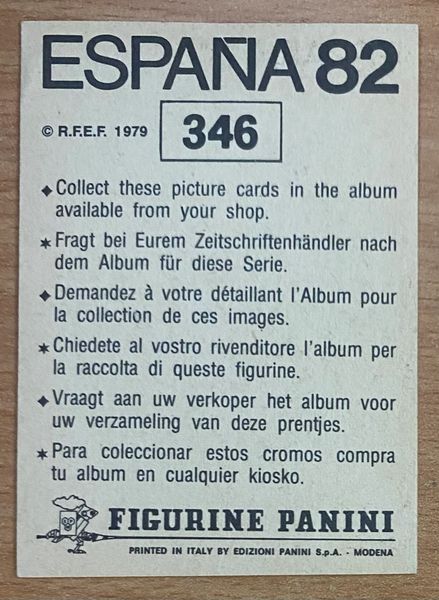 ESPAÑA 82
© R.F.E.F. 1979
346
◆ Collect these picture cards in the album
available from your shop.
✶ Fragt bei Eurem Zeitschriftenhändler nach
dem Album für diese Serie.
◆ Demandez à votre détaillant l'Album pour
la collection de ces images.
✶ Chiedete al vostro rivenditore l'album per
la raccolta di queste figurine.
◆ Vraagt aan uw verkoper het album voor
uw verzameling van deze prentjes.
✶ Para coleccionar estos cromos compra
tu album en cualquier kiosko.
FIGURINE PANINI
PRINTED IN ITALY BY EDIZIONI PANINI S.p.A. - MODENA